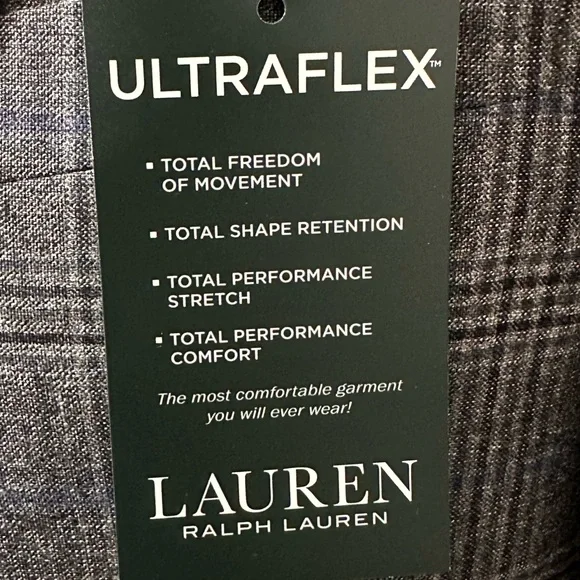 ULTRAFLEX™
▪ TOTAL FREEDOM
OF MOVEMENT
▪ TOTAL SHAPE RETENTION
▪ TOTAL PERFORMANCE
STRETCH
▪ TOTAL PERFORMANCE
COMFORT
The most comfortable garment
you will ever wear!
LAUREN
RALPH LAUREN